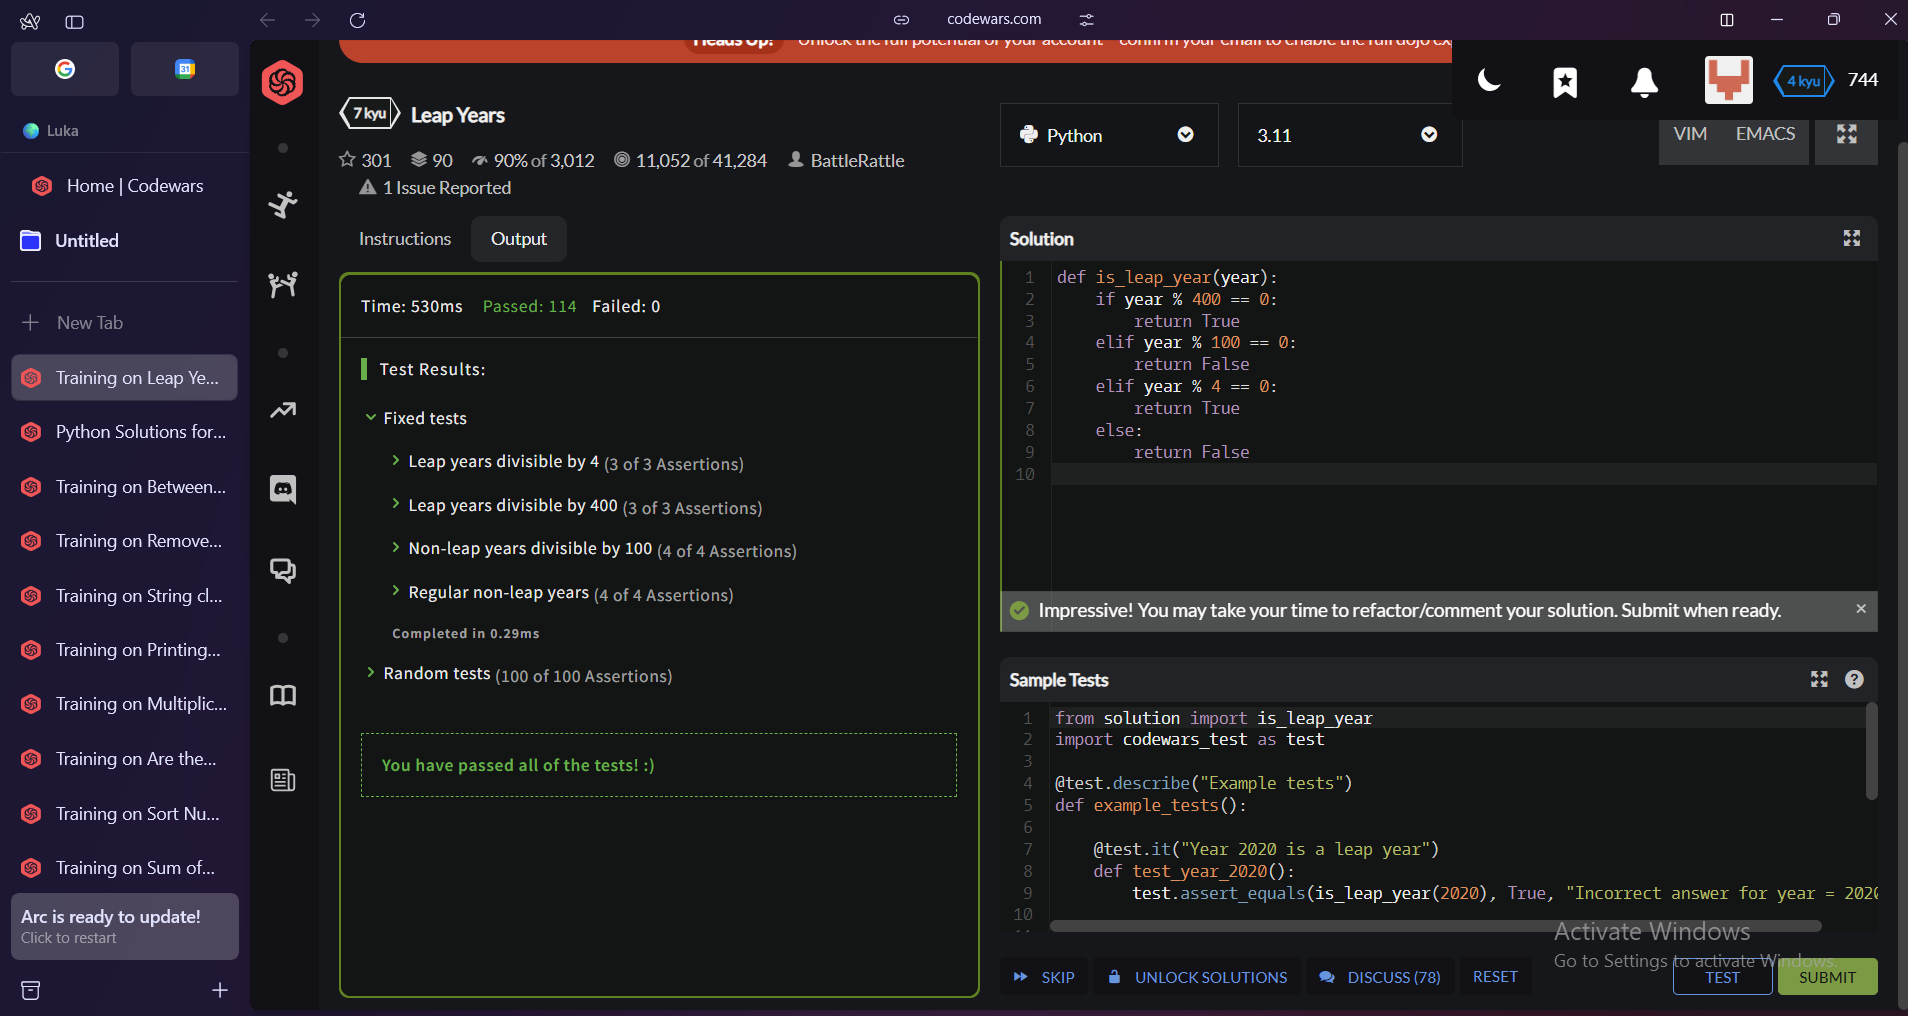 codewars.com
31
Luka
Home | Codewars
Untitled
New Tab
Training on Leap Ye...
Python Solutions for...
Training on Between...
Training on Remove...
Training on String cl...
Training on Printing...
Training on Multiplic...
Training on Are the...
Training on Sort Nu...
Training on Sum of...
Arc is ready to update!
Click to restart
Heads Up! Unlock the full potential of your account
confirm your email to enable the full dojo ex
4 kyu 744
7 kyu Leap Years
301 90 90% of 3,012 11,052 of 41,284 BattleRattle
1 Issue Reported
Python
3.11
VIM EMACS
Instructions Output
Time: 530ms Passed: 114 Failed: 0
Test Results:
Fixed tests
Leap years divisible by 4 (3 of 3 Assertions)
Leap years divisible by 400 (3 of 3 Assertions)
Non-leap years divisible by 100 (4 of 4 Assertions)
Regular non-leap years (4 of 4 Assertions)
Completed in 0.29ms
Random tests (100 of 100 Assertions)
You have passed all of the tests! :)
Solution
1 def is_leap_year(year):
2     if year % 400 == 0:
3         return True
4     elif year % 100 == 0:
5         return False
6     elif year % 4 == 0:
7         return True
8     else:
9         return False
10
Impressive! You may take your time to refactor/comment your solution. Submit when ready.
Sample Tests
1 from solution import is_leap_year
2 import codewars_test as test
3
4 @test.describe("Example tests")
5 def example_tests():
6
7     @test.it("Year 2020 is a leap year")
8     def test_year_2020():
9         test.assert_equals(is_leap_year(2020), True, "Incorrect answer for year = 2020
10
Activate Windows
Go to Settings to activate Windows.
SKIP UNLOCK SOLUTIONS DISCUSS (78) RESET TEST SUBMIT